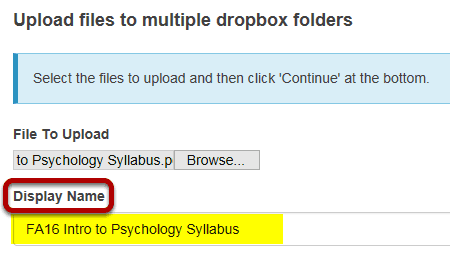 Upload files to multiple dropbox folders
Select the files to upload and then click 'Continue' at the bottom.
File To Upload
to Psychology Syllabus.p Browse...
Display Name
FA16 Intro to Psychology Syllabus